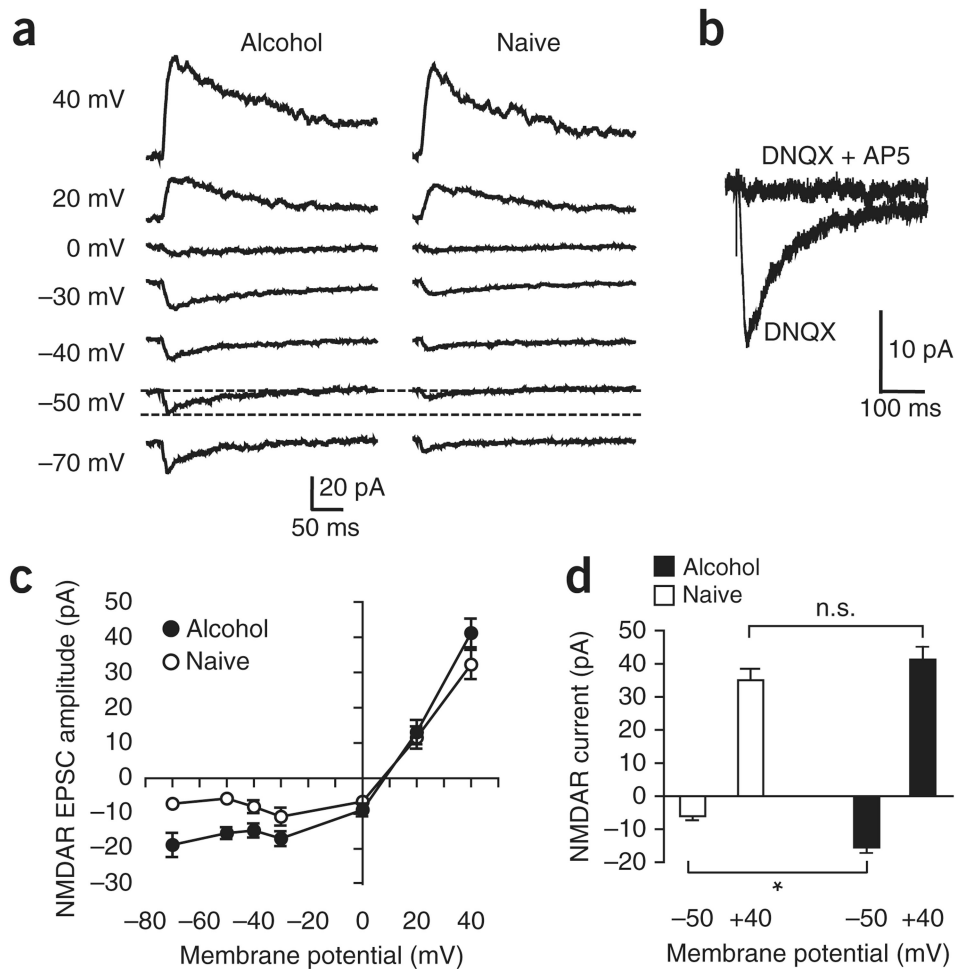 a
Alcohol
Naive
40 mV
20 mV
0 mV
–30 mV
–40 mV
–50 mV
–70 mV
20 pA
50 ms
b
DNQX + AP5
DNQX
10 pA
100 ms
c
NMDAR EPSC amplitude (pA)
50
40
30
20
10
0
–10
–20
–30
Alcohol
Naive
–80 –60 –40 –20 0 20 40
Membrane potential (mV)
d
Alcohol
Naive
n.s.
NMDAR current (pA)
50
40
30
20
10
0
–10
–20
*
–50 +40 –50 +40
Membrane potential (mV)